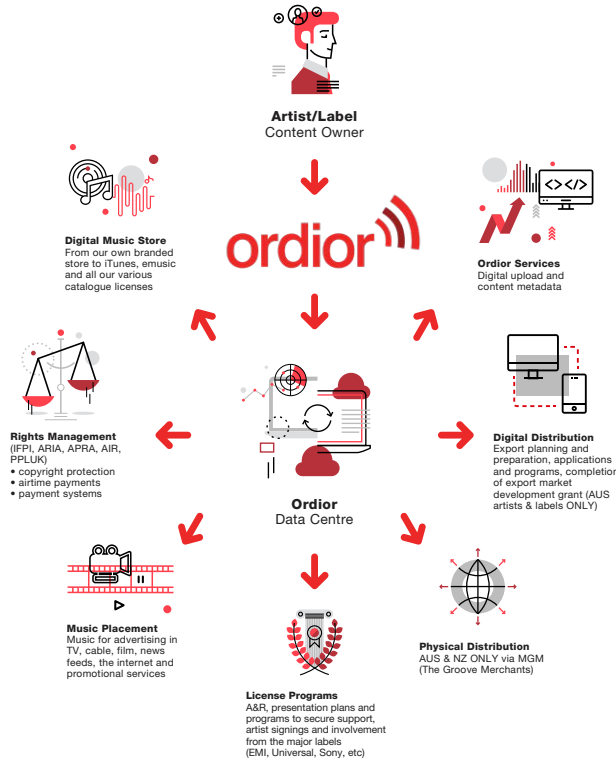 Artist/Label
Content Owner
ordior
Digital Music Store
From our own branded
store to iTunes, emusic
and all our various
catalogue licenses
<> </>
Ordior Services
Digital upload and
content metadata
Rights Management
(IFPI, ARIA, APRA, AIR,
PPLUK)
• copyright protection
• airtime payments
• payment systems
Ordior
Data Centre
Digital Distribution
Export planning and
preparation, applications
and programs, completion
of export market
development grant (AUS
artists & labels ONLY)
Music Placement
Music for advertising in
TV, cable, film, news
feeds, the internet and
promotional services
License Programs
A&R, presentation plans and
programs to secure support,
artist signings and involvement
from the major labels
(EMI, Universal, Sony, etc)
Physical Distribution
AUS & NZ ONLY via MGM
(The Groove Merchants)